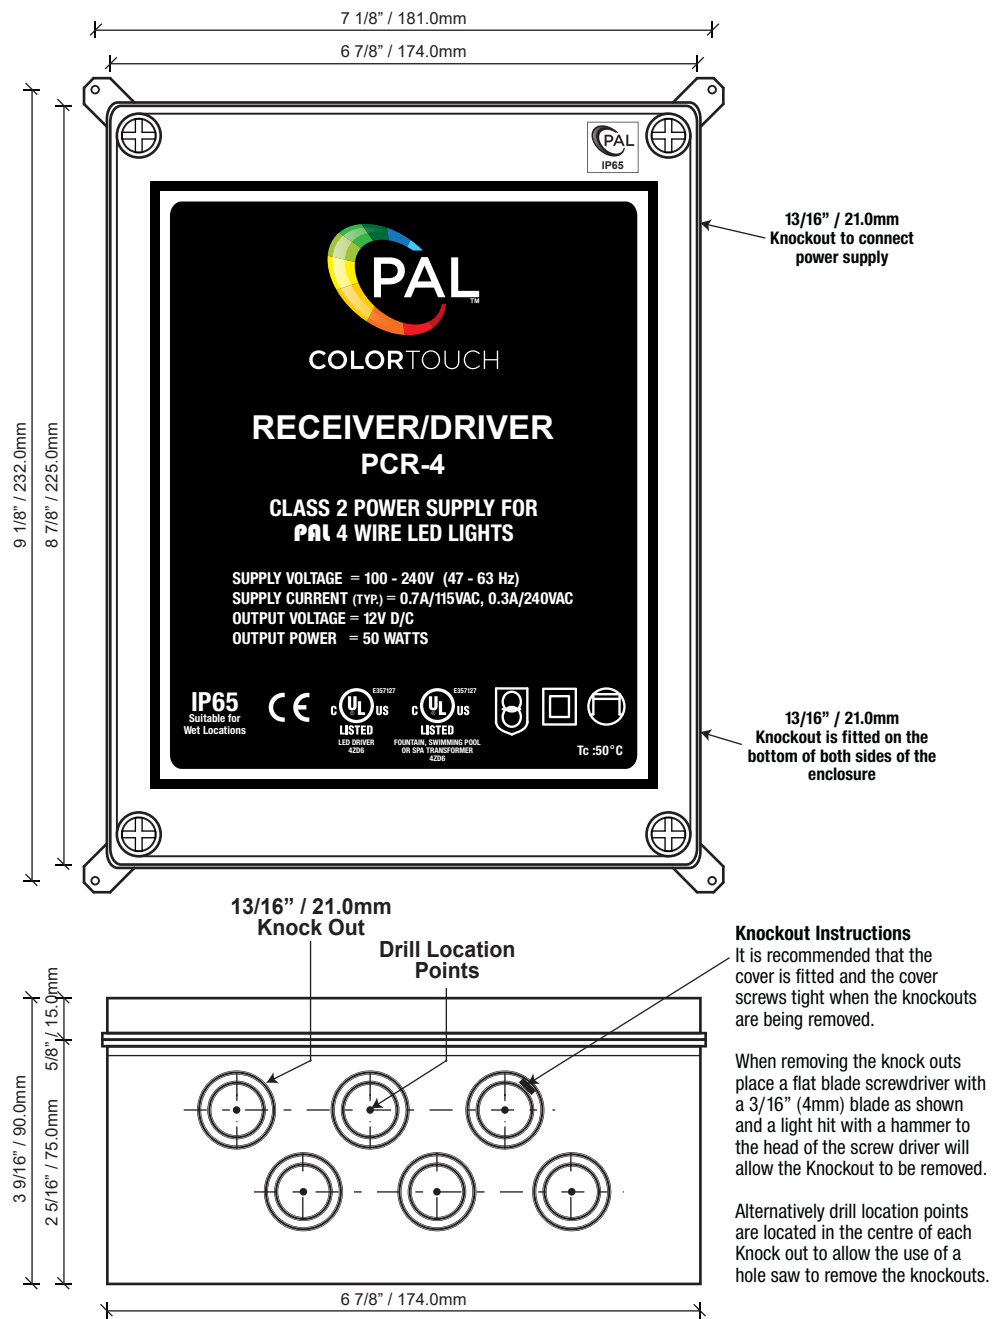 7 1/8” / 181.0mm
6 7/8” / 174.0mm
9 1/8” / 232.0mm
8 7/8” / 225.0mm
PAL
IP65
13/16” / 21.0mm
Knockout to connect
power supply
PAL™
COLORTOUCH
RECEIVER/DRIVER
PCR-4
CLASS 2 POWER SUPPLY FOR
PAL 4 WIRE LED LIGHTS
SUPPLY VOLTAGE = 100 - 240V (47 - 63 Hz)
SUPPLY CURRENT (TYP.) = 0.7A/115VAC, 0.3A/240VAC
OUTPUT VOLTAGE = 12V D/C
OUTPUT POWER = 50 WATTS
IP65
Suitable for
Wet Locations
CE
E357127
C UL US
LISTED
LED DRIVER
4ZD6
E357127
C UL US
LISTED
FOUNTAIN, SWIMMING POOL
OR SPA TRANSFORMER
4ZD6
Tc :50°C
13/16” / 21.0mm
Knockout is fitted on the
bottom of both sides of the
enclosure
13/16” / 21.0mm
Knock Out
Drill Location
Points
3 9/16” / 90.0mm
5/8” / 15.0mm
2 5/16” / 75.0mm
6 7/8” / 174.0mm
Knockout Instructions
It is recommended that the
cover is fitted and the cover
screws tight when the knockouts
are being removed.
When removing the knock outs
place a flat blade screwdriver with
a 3/16” (4mm) blade as shown
and a light hit with a hammer to
the head of the screw driver will
allow the Knockout to be removed.
Alternatively drill location points
are located in the centre of each
Knock out to allow the use of a
hole saw to remove the knockouts.